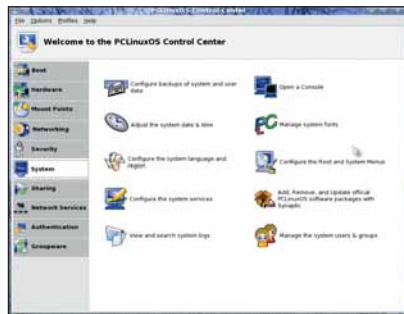 PCLinuxOS Control Center
File Options Profiles Help
Welcome to the PCLinuxOS Control Center
Boot
Hardware
Mount Points
Networking
Security
System
Sharing
Network Services
Authentication
Groupware
Configure backups of system and user
data
Open a Console
Adjust the system date & time
Manage system fonts
Configure the system language and
region
Configure the Root and System Menus
Configure the system services
Add, Remove, and Update official
PCLinuxOS software packages with
Synaptic
View and search system logs
Manage the system users & groups